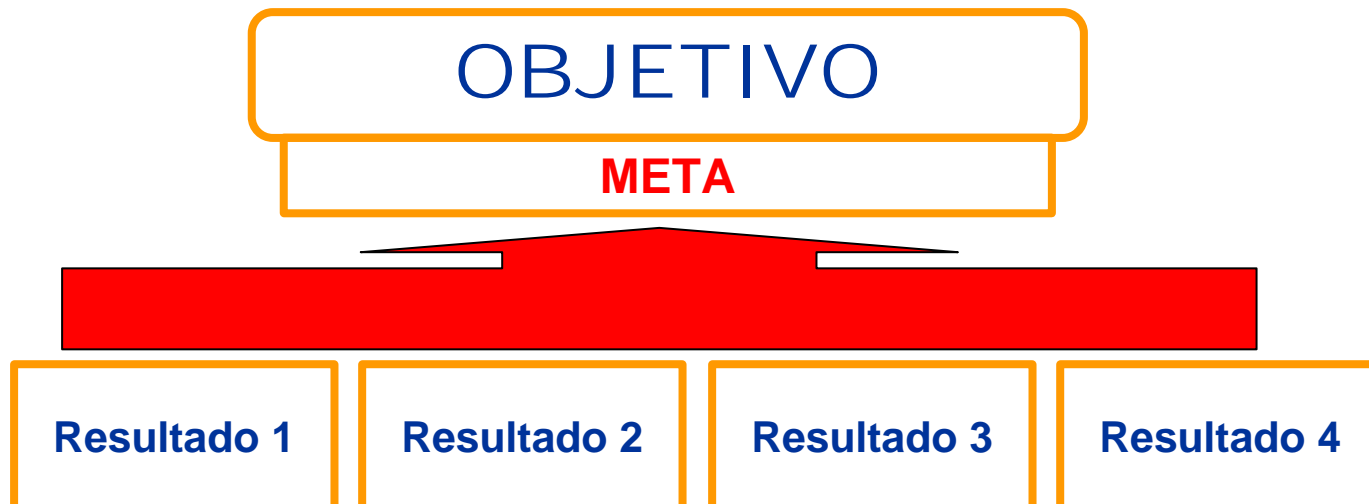 OBJETIVO
META
Resultado 1
Resultado 2
Resultado 3
Resultado 4